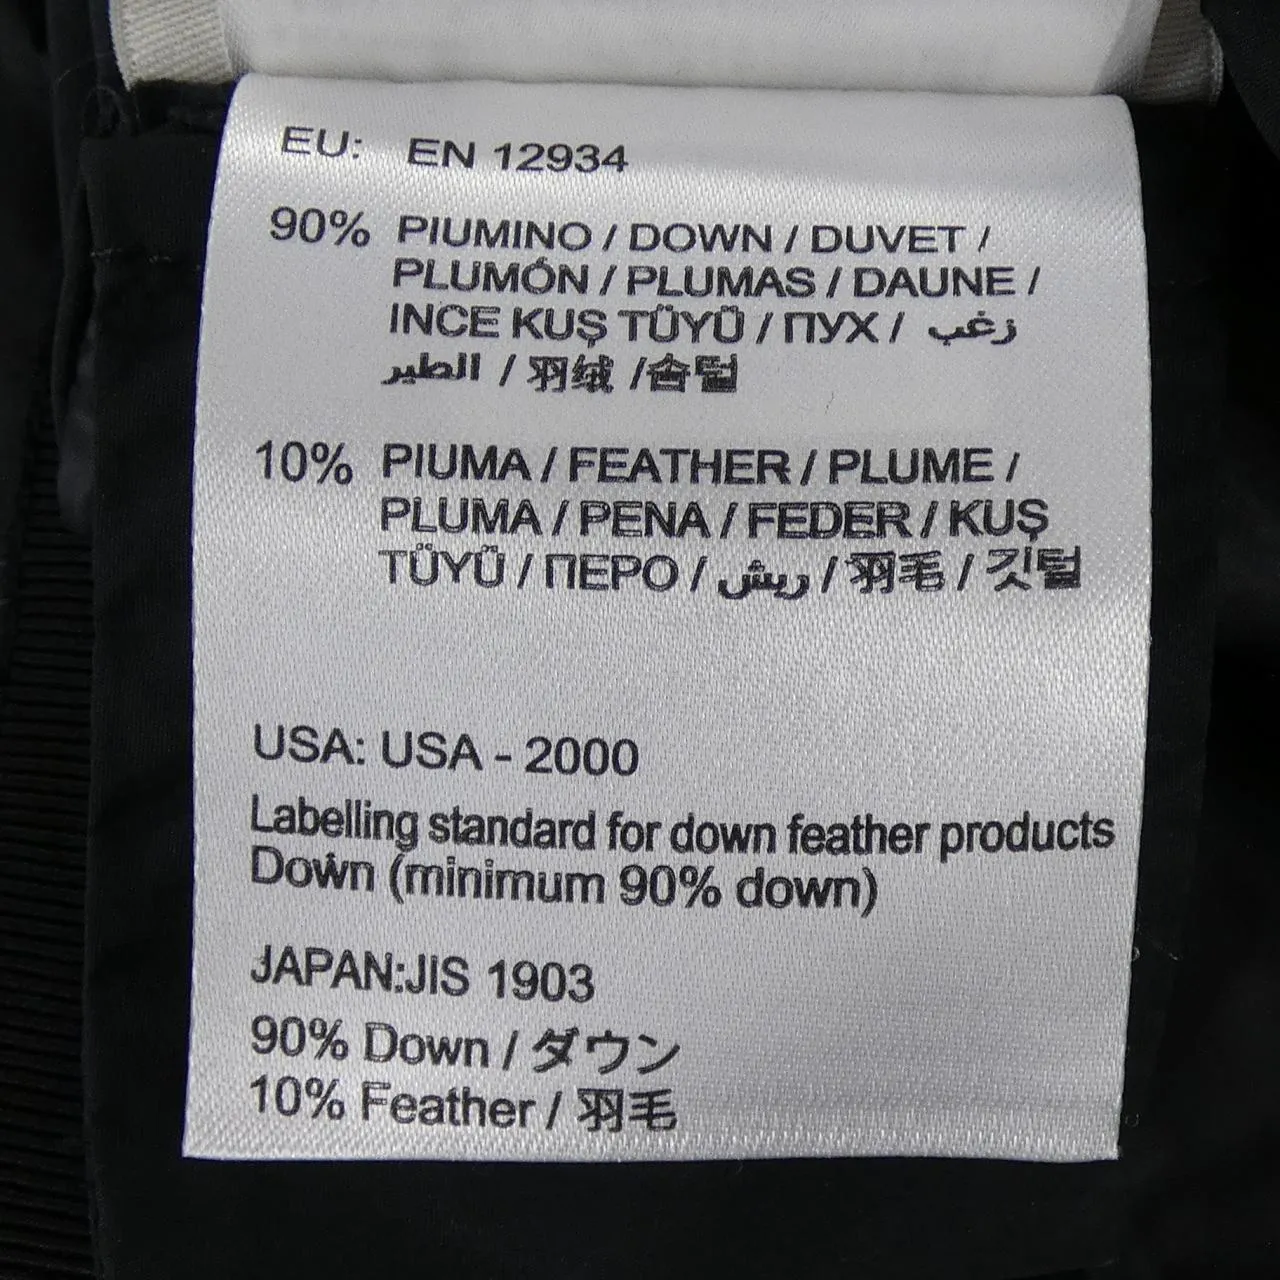 EU: EN 12934
90% PIUMINO / DOWN / DUVET /
PLUMÓN / PLUMAS / DAUNE /
INCE KUŞ TÜYÜ / ПУХ / زغب
الطير / 羽绒 /솜털
10% PIUMA / FEATHER / PLUME /
PLUMA / PENA / FEDER / KUŞ
TÜYÜ / ПЕРО / ريش / 羽毛 / 깃털
USA: USA - 2000
Labelling standard for down feather products
Down (minimum 90% down)
JAPAN:JIS 1903
90% Down / ダウン
10% Feather / 羽毛